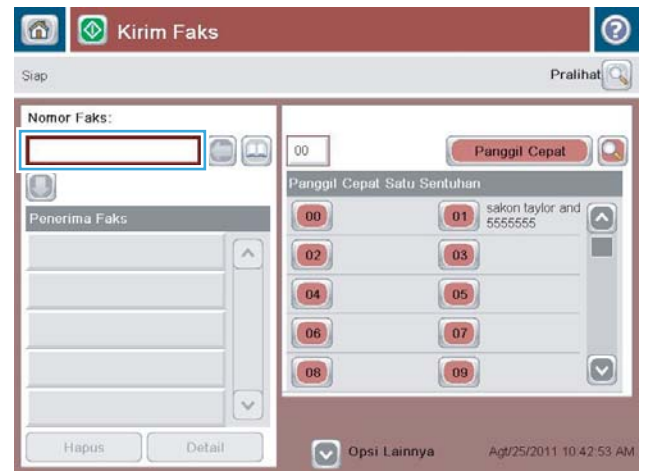 Kirim Faks
Siap
Pralihat
Nomor Faks:
00
Panggil Cepat
Panggil Cepat Satu Sentuhan
Penerima Faks
00
01
sakon taylor and
5555555
02
03
04
05
06
07
08
09
Hapus
Detail
Opsi Lainnya
Agt/25/2011 10:42:53 AM